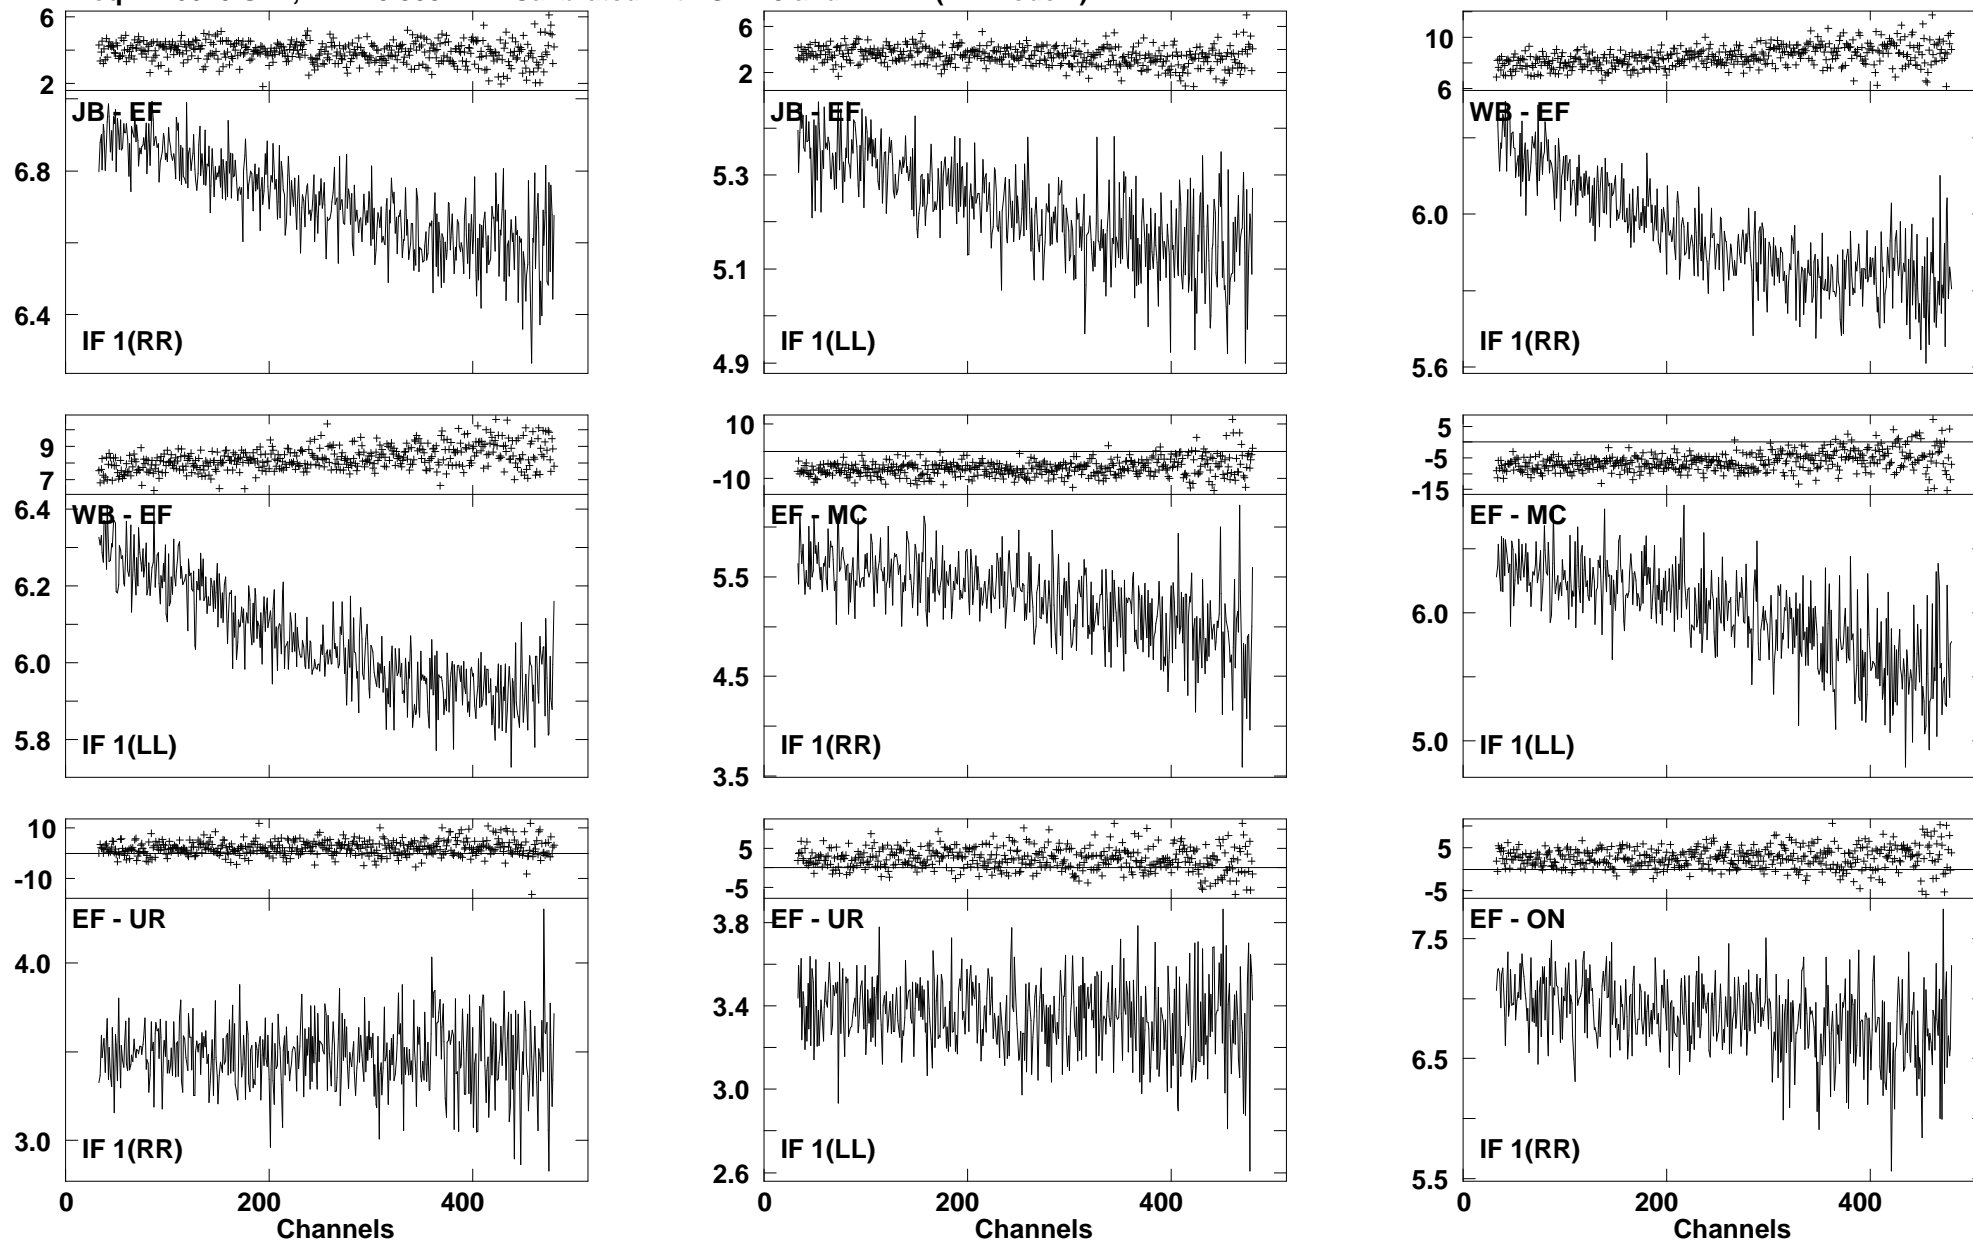 6
2
JB - EF
6.8
6.4
IF 1(RR)
6
2
JB - EF
5.3
5.1
4.9
IF 1(LL)
10
6
WB - EF
6.0
5.6
IF 1(RR)
9
7
WB - EF
6.4
6.2
6.0
5.8
IF 1(LL)
10
-10
EF - MC
5.5
4.5
3.5
IF 1(RR)
5
-5
-15
EF - MC
6.0
5.0
IF 1(LL)
10
-10
EF - UR
4.0
3.0
IF 1(RR)
0 200 400
Channels
5
-5
EF - UR
3.8
3.4
3.0
2.6
IF 1(LL)
0 200 400
Channels
5
-5
EF - ON
7.5
6.5
5.5
IF 1(RR)
0 200 400
Channels